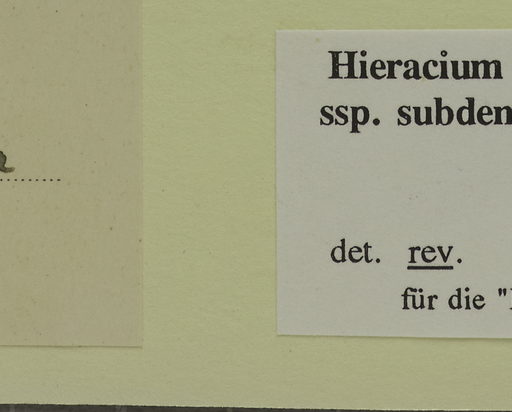 Hieracium
ssp. subden
det. rev.
für die "